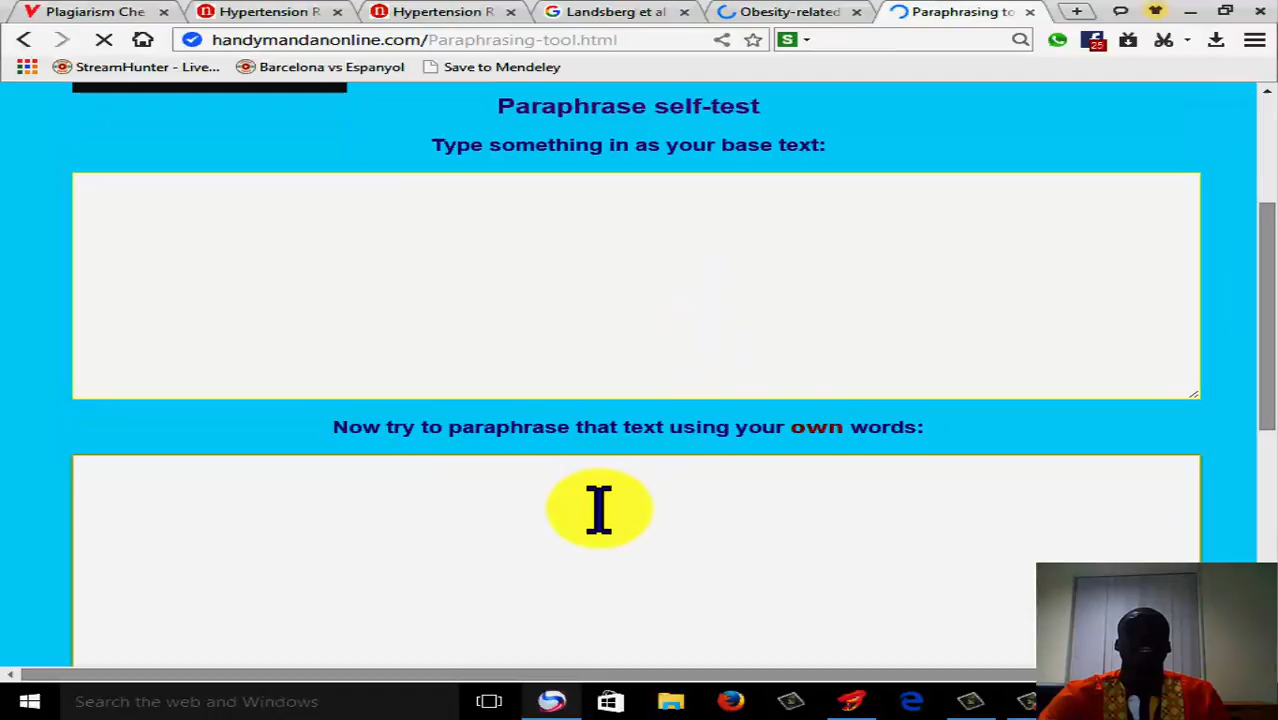 Plagiarism Che
Hypertension R
Hypertension R
Landsberg et al
Obesity-related
Paraphrasing to
handymandanonline.com/Paraphrasing-tool.html
S
25
StreamHunter - Live...
Barcelona vs Espanyol
Save to Mendeley
Paraphrase self-test
Type something in as your base text:
Now try to paraphrase that text using your own words:
Search the web and Windows